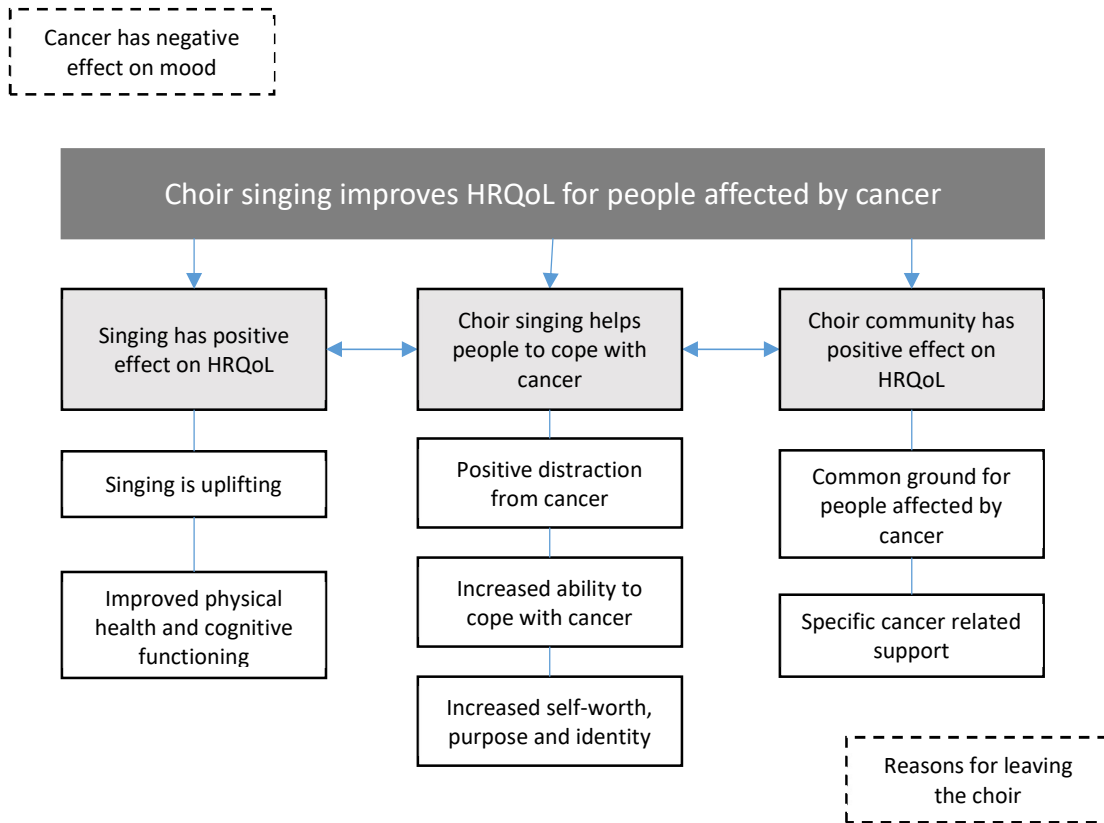 Cancer has negative
effect on mood
Choir singing improves HRQoL for people affected by cancer
Singing has positive
effect on HRQoL
Choir singing helps
people to cope with
cancer
Choir community has
positive effect on
HRQoL
Singing is uplifting
Positive distraction
from cancer
Common ground for
people affected by
cancer
Improved physical
health and cognitive
functioning
Increased ability to
cope with cancer
Specific cancer related
support
Increased self-worth,
purpose and identity
Reasons for leaving
the choir